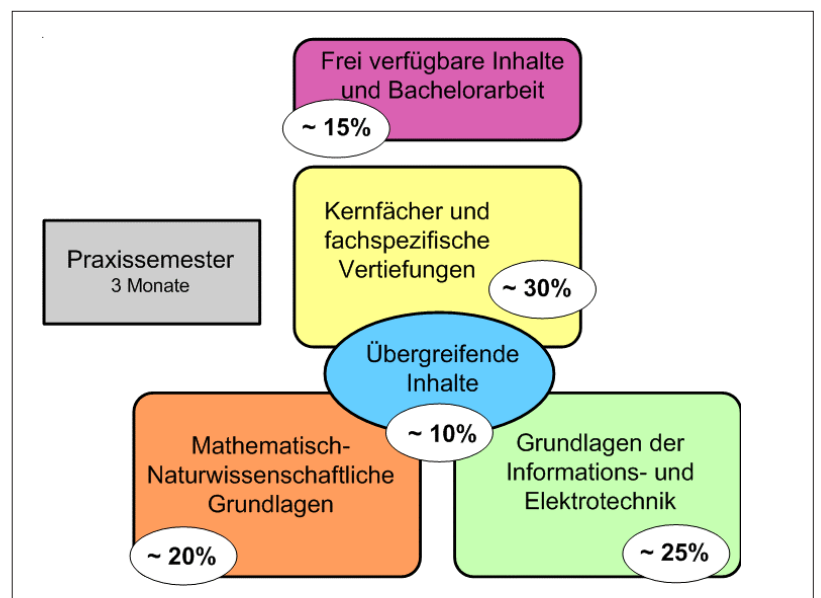 Frei verfügbare Inhalte
und Bachelorarbeit
~ 15%
Kernfächer und
fachspezifische
Vertiefungen
~ 30%
Praxissemester
3 Monate
Übergreifende
Inhalte
~ 10%
Mathematisch-
Naturwissenschaftliche
Grundlagen
~ 20%
Grundlagen der
Informations- und
Elektrotechnik
~ 25%